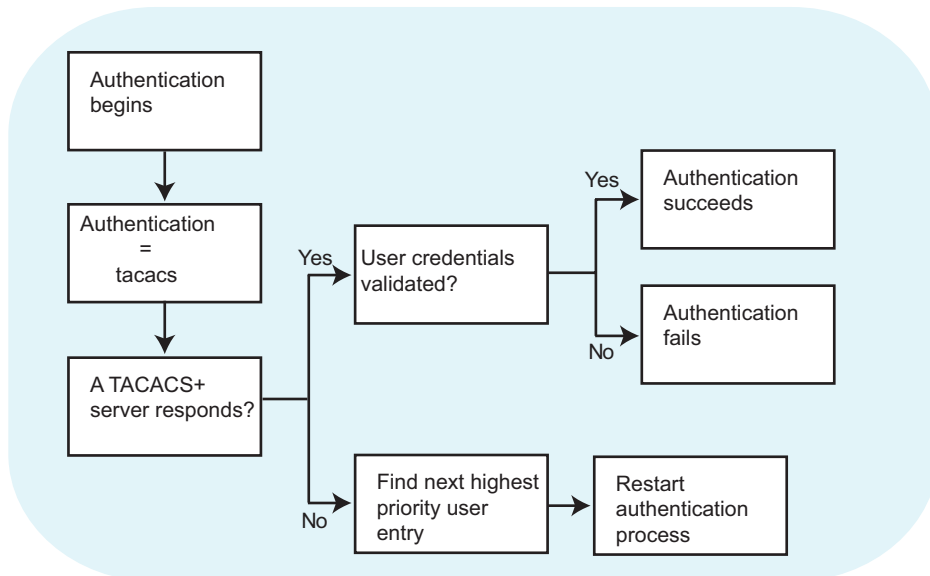 Authentication
begins
Authentication
=
tacacs
A TACACS+
server responds?
Yes
User credentials
validated?
Yes
Authentication
succeeds
No
Authentication
fails
No
Find next highest
priority user
entry
Restart
authentication
process